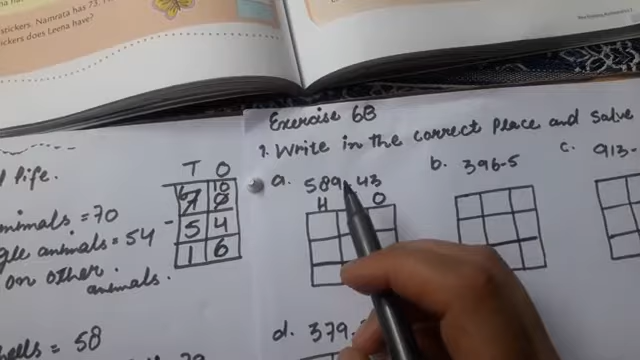 stickers. Namrata has 73.
stickers does Leena have?
Exercise 6B
1. Write in the correct place and solve
a. 589-43
H O
b. 396-5
c. 913-
d. 379-
life.
T O
6 10
7 0
- 5 4
1 6
animals = 70
animals = 54
on other
animals.
= 58